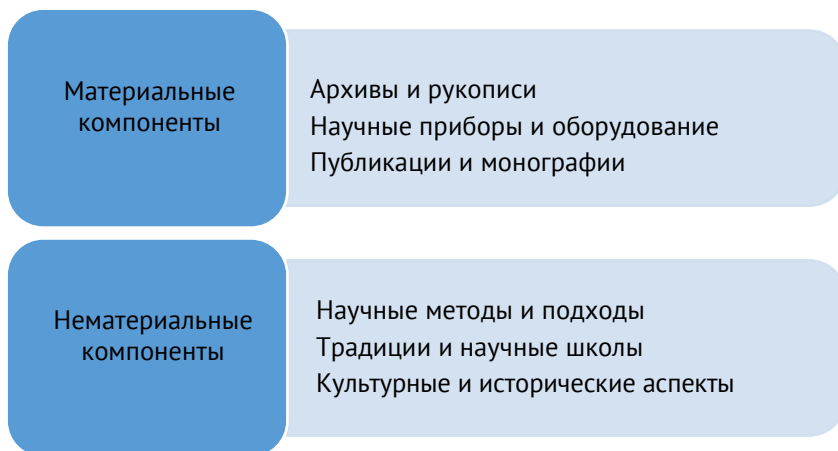 Материальные
компоненты
Архивы и рукописи
Научные приборы и оборудование
Публикации и монографии
Нематериальные
компоненты
Научные методы и подходы
Традиции и научные школы
Культурные и исторические аспекты